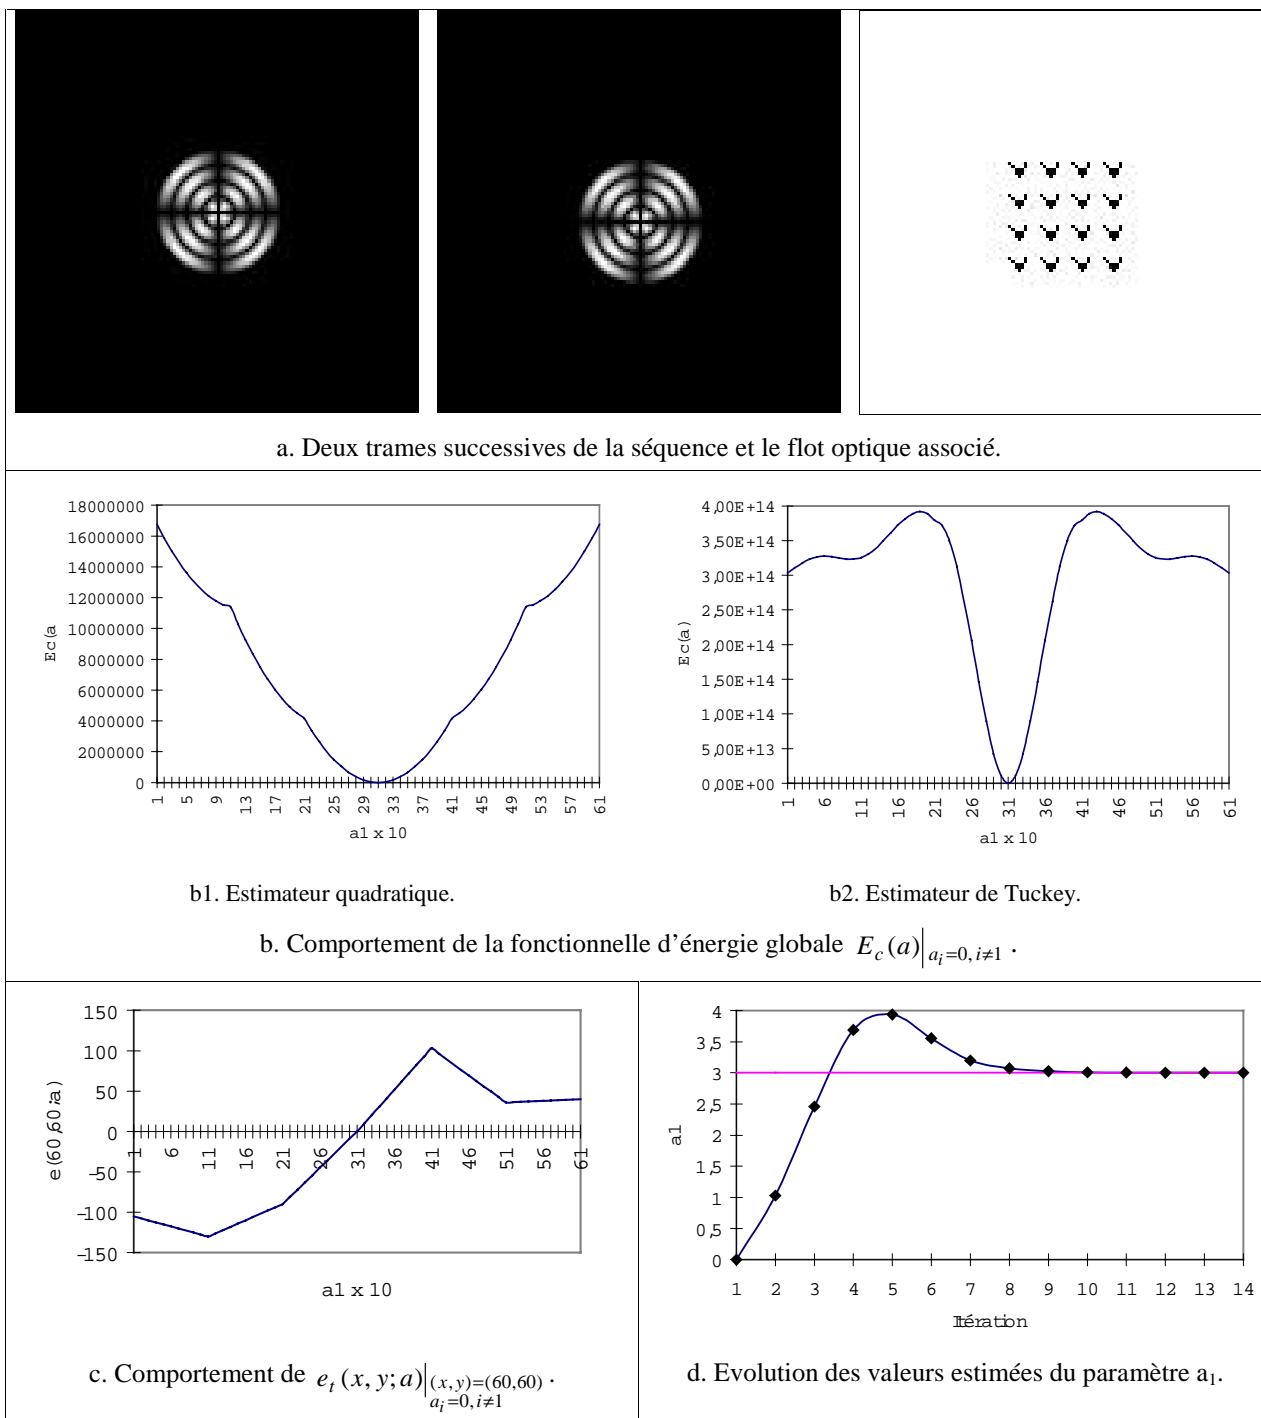 a. Deux trames successives de la séquence et le flot optique associé.
18000000
16000000
14000000
12000000
10000000
8000000
6000000
4000000
2000000
0
Ec(a
1 5 9 13 17 21 25 29 33 37 41 45 49 53 57 61
a1 x 10
4,00E+14
3,50E+14
3,00E+14
2,50E+14
2,00E+14
1,50E+14
1,00E+14
5,00E+13
0,00E+00
Ec(a)
1 6 11 16 21 26 31 36 41 46 51 56 61
a1 x 10
b1. Estimateur quadratique.
b2. Estimateur de Tuckey.
b. Comportement de la fonctionnelle d’énergie globale E_c(a)|_{a_i=0, i≠1} .
150
100
50
0
-50
-100
-150
e(60,60;a)
1 6 11 16 21 26 31 36 41 46 51 56 61
a1 x 10
4
3,5
3
2,5
2
1,5
1
0,5
0
a1
1 2 3 4 5 6 7 8 9 10 11 12 13 14
Itération
c. Comportement de e_t(x, y; a)|_{(x, y)=(60,60) a_i=0, i≠1} .
d. Evolution des valeurs estimées du paramètre a₁.